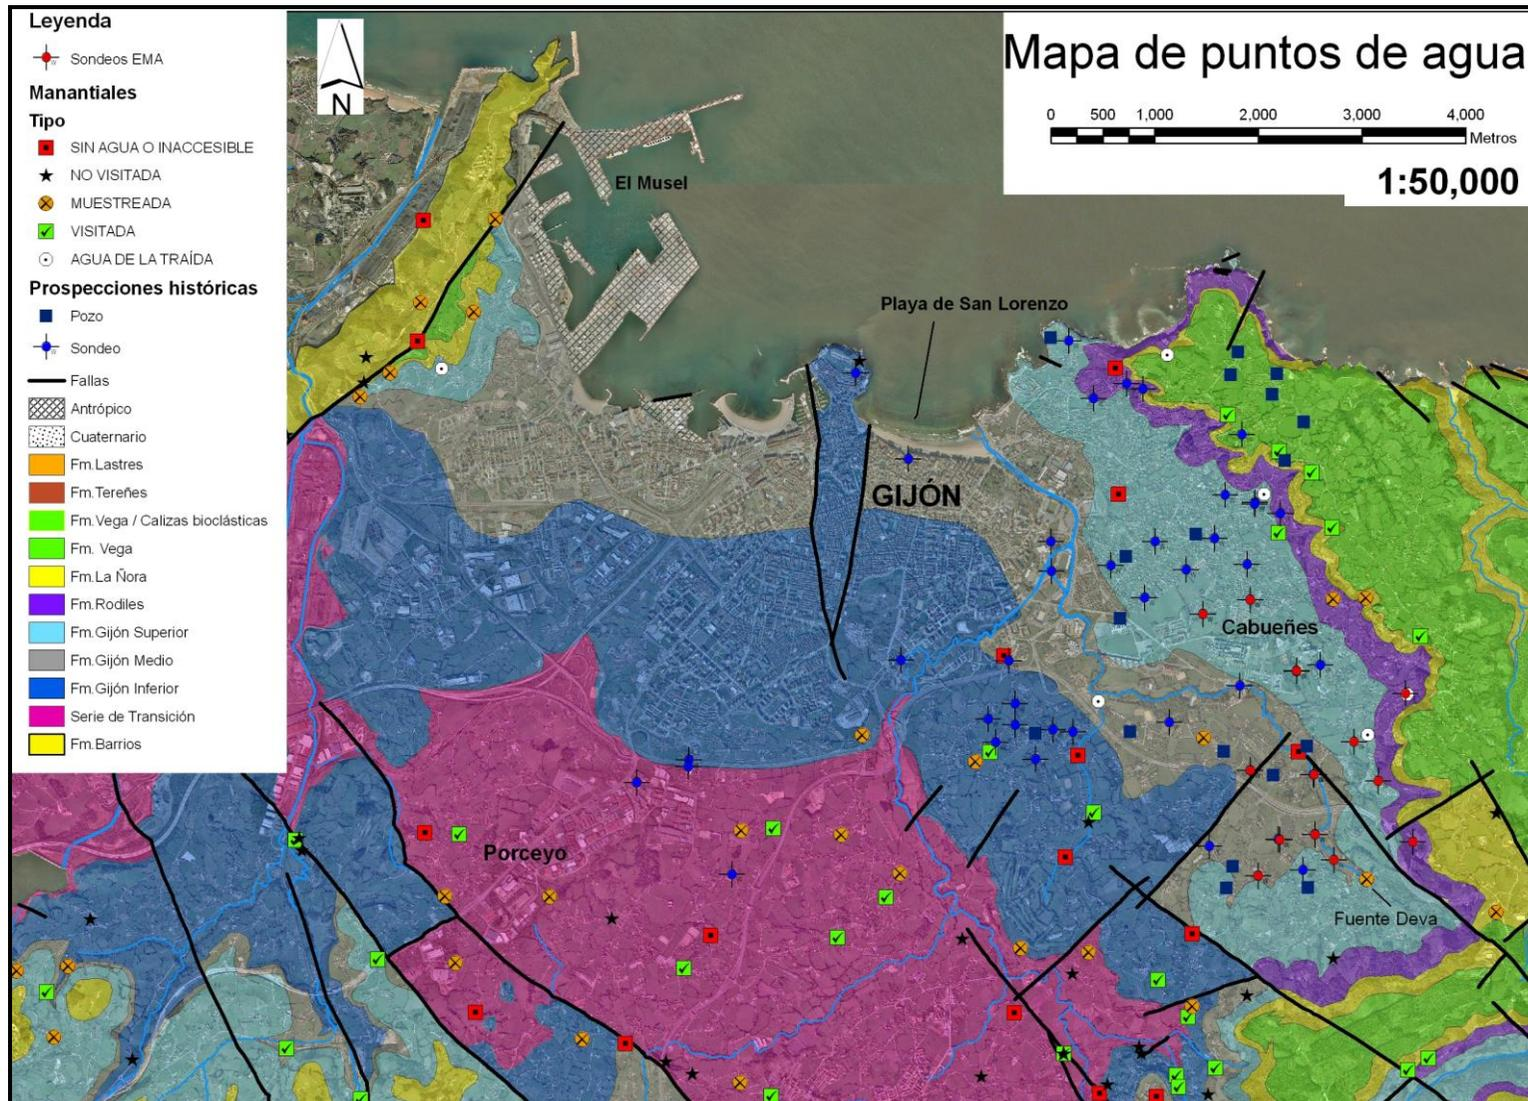 Leyenda
Sondeos EMA
Manantiales
Tipo
SIN AGUA O INACCESIBLE
NO VISITADA
MUESTREADA
VISITADA
AGUA DE LA TRAÍDA
Prospecciones históricas
Pozo
Sondeo
Fallas
Antrópico
Cuaternario
Fm.Lastres
Fm.Tereñes
Fm.Vega / Calizas bioclásticas
Fm. Vega
Fm.La Ñora
Fm.Rodiles
Fm.Gijón Superior
Fm.Gijón Medio
Fm.Gijón Inferior
Serie de Transición
Fm.Barrios
N
Mapa de puntos de agua
0 500 1,000 2,000 3,000 4,000
Metros
1:50,000
El Musel
Playa de San Lorenzo
GIJÓN
Cabueñes
Porceyo
Fuente Deva